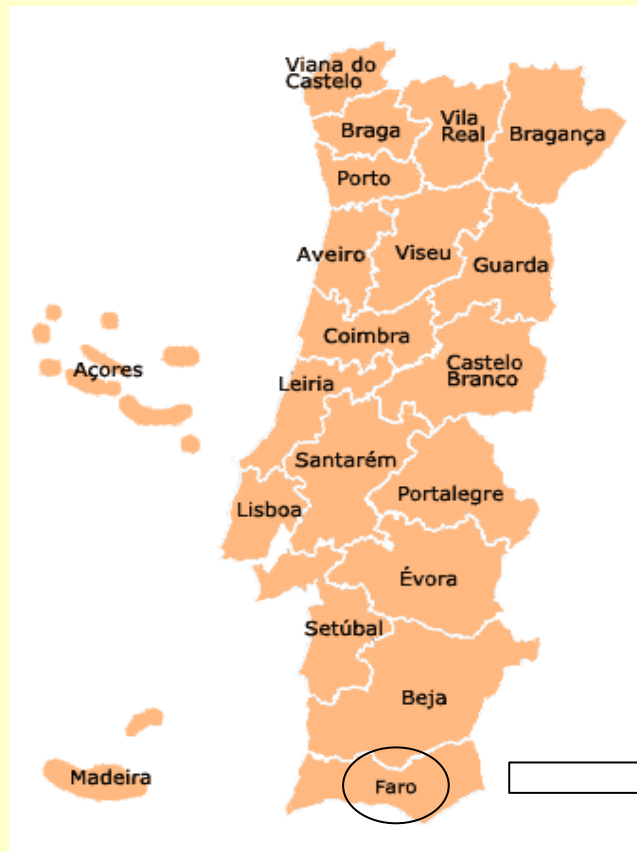 Viana do
Castelo
Braga
Vila
Real
Bragança
Porto
Aveiro
Viseu
Guarda
Coimbra
Açores
Leiria
Castelo
Branco
Santarém
Portalegre
Lisboa
Évora
Setúbal
Beja
Madeira
Faro